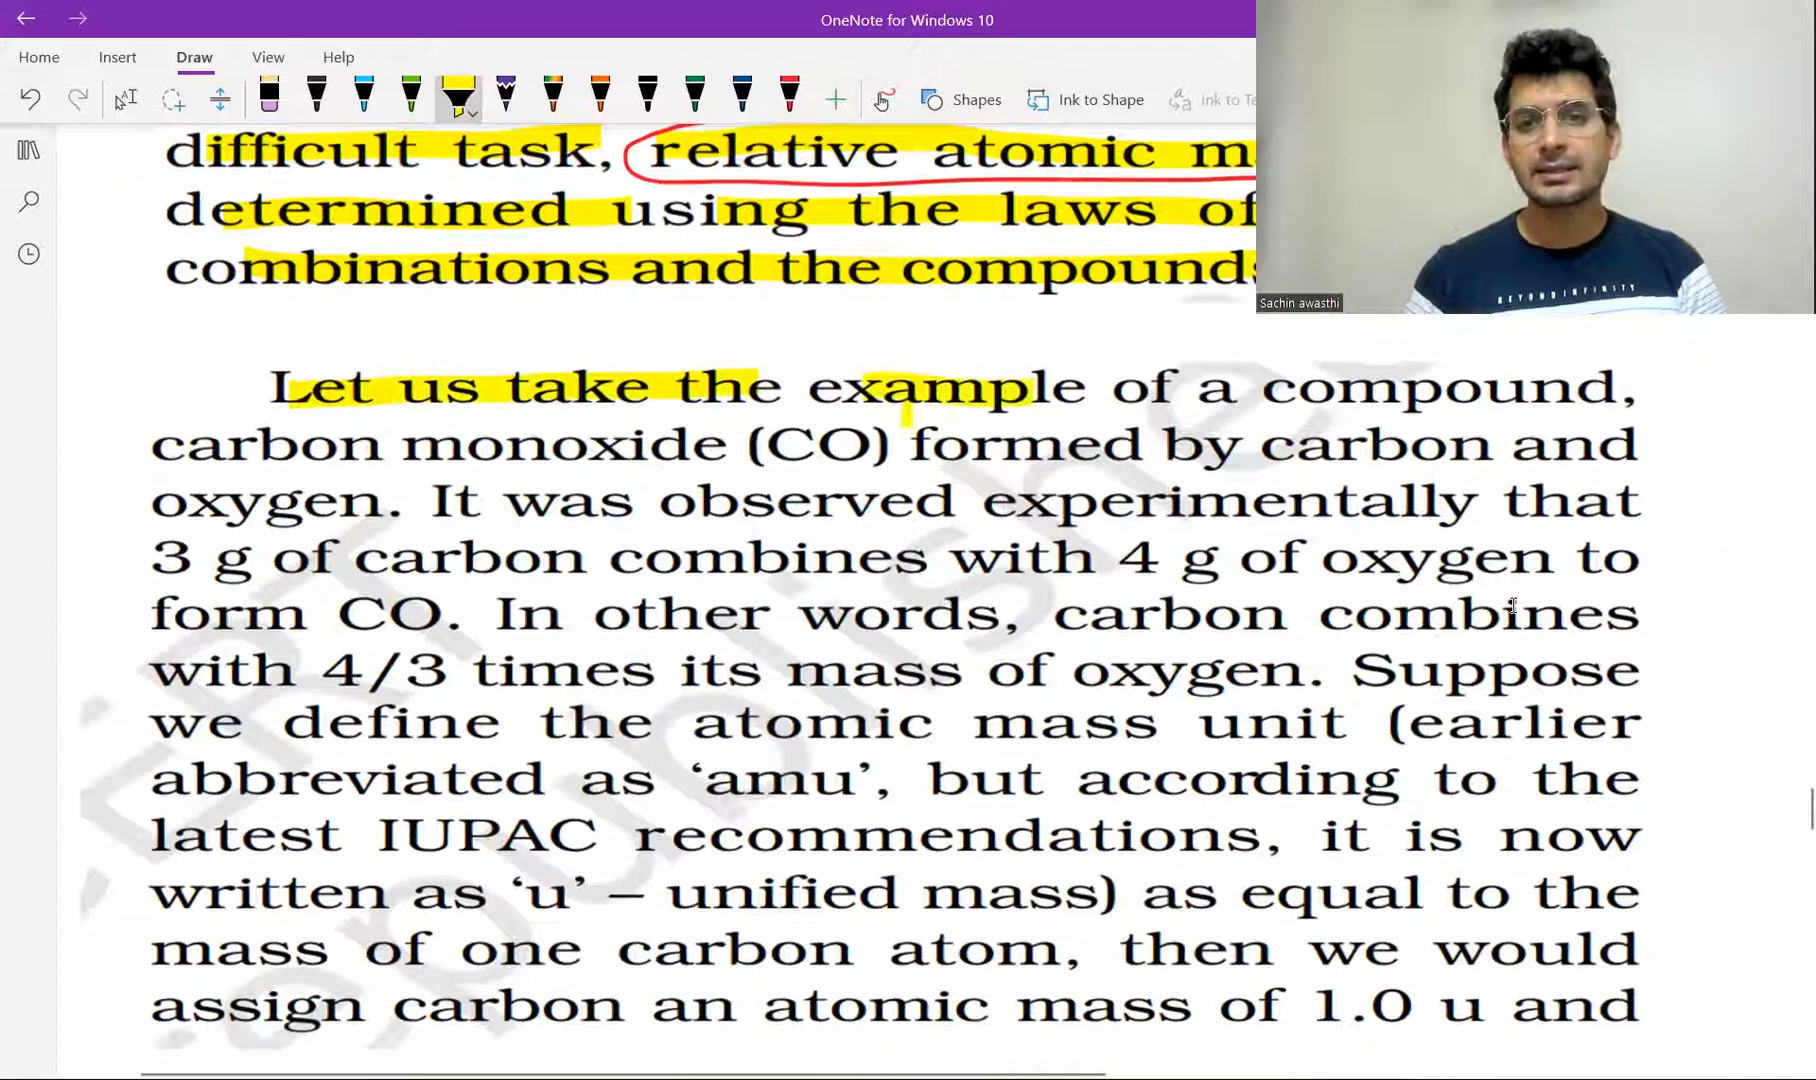 OneNote for Windows 10
Home Insert Draw View Help
Shapes Ink to Shape Ink to
difficult task, relative atomic
determined using the laws of
combinations and the compounds
BEYOND INFINITY
Sachin awasthi
Let us take the example of a compound,
carbon monoxide (CO) formed by carbon and
oxygen. It was observed experimentally that
3 g of carbon combines with 4 g of oxygen to
form CO. In other words, carbon combines
with 4/3 times its mass of oxygen. Suppose
we define the atomic mass unit (earlier
abbreviated as ‘amu’, but according to the
latest IUPAC recommendations, it is now
written as ‘u’ – unified mass) as equal to the
mass of one carbon atom, then we would
assign carbon an atomic mass of 1.0 u and